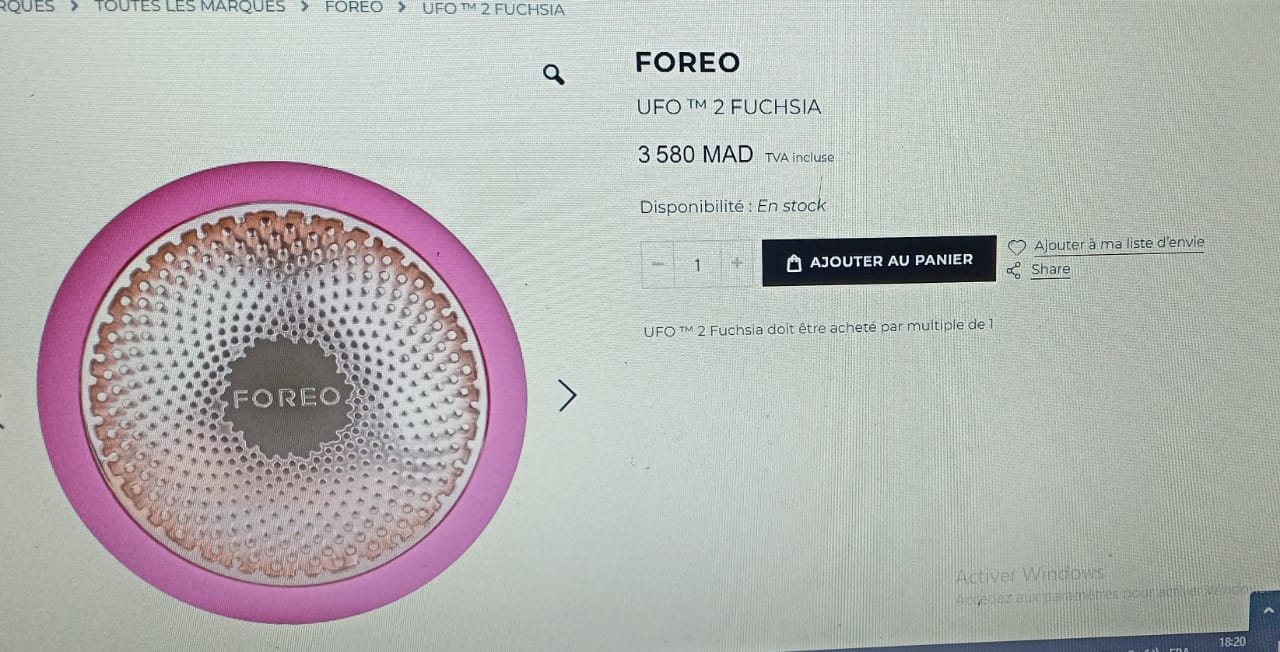 TOUTES LES MARQUES > FOREO > UFO ™ 2 FUCHSIA
FOREO
UFO ™ 2 FUCHSIA
3 580 MAD TVA incluse
Disponibilité : En stock
− 1 +
AJOUTER AU PANIER
Ajouter à ma liste d'envie
Share
UFO ™ 2 Fuchsia doit être acheté par multiple de 1
FOREO
Activer Windows
Accédez aux paramètres pour activer Windows
18:20